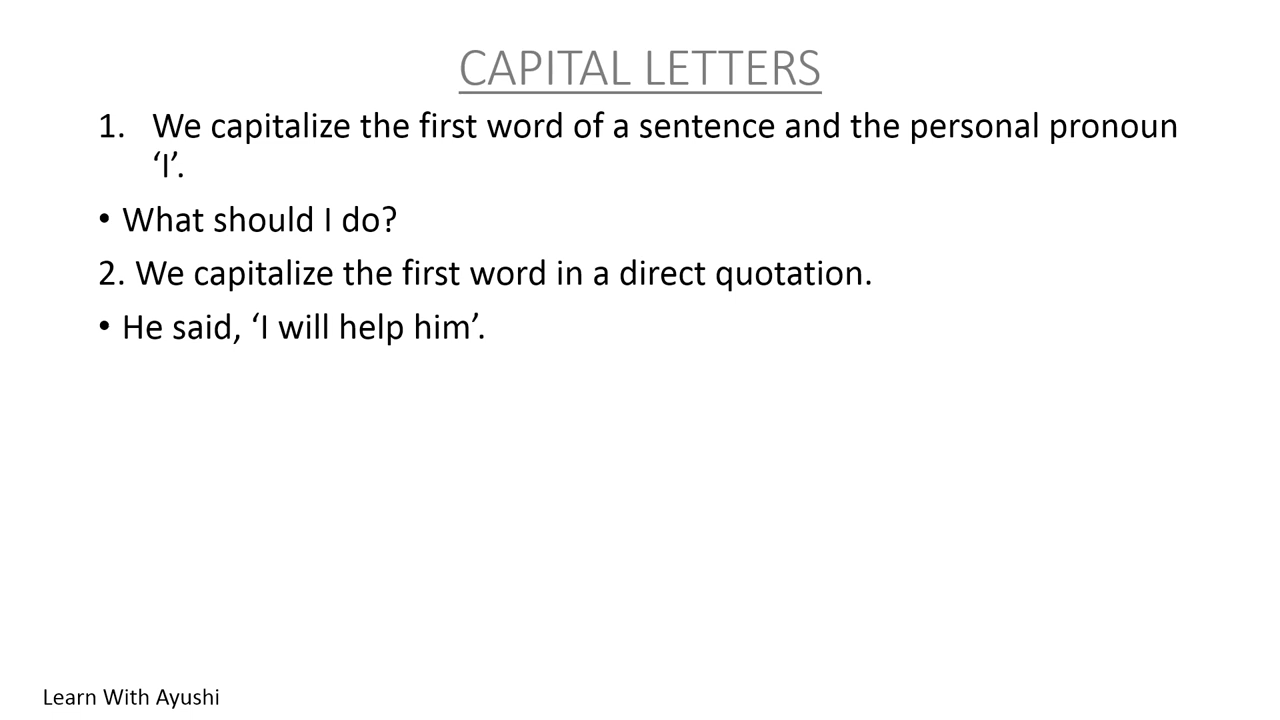 CAPITAL LETTERS
1. We capitalize the first word of a sentence and the personal pronoun
‘I’.
• What should I do?
2. We capitalize the first word in a direct quotation.
• He said, ‘I will help him’.
Learn With Ayushi